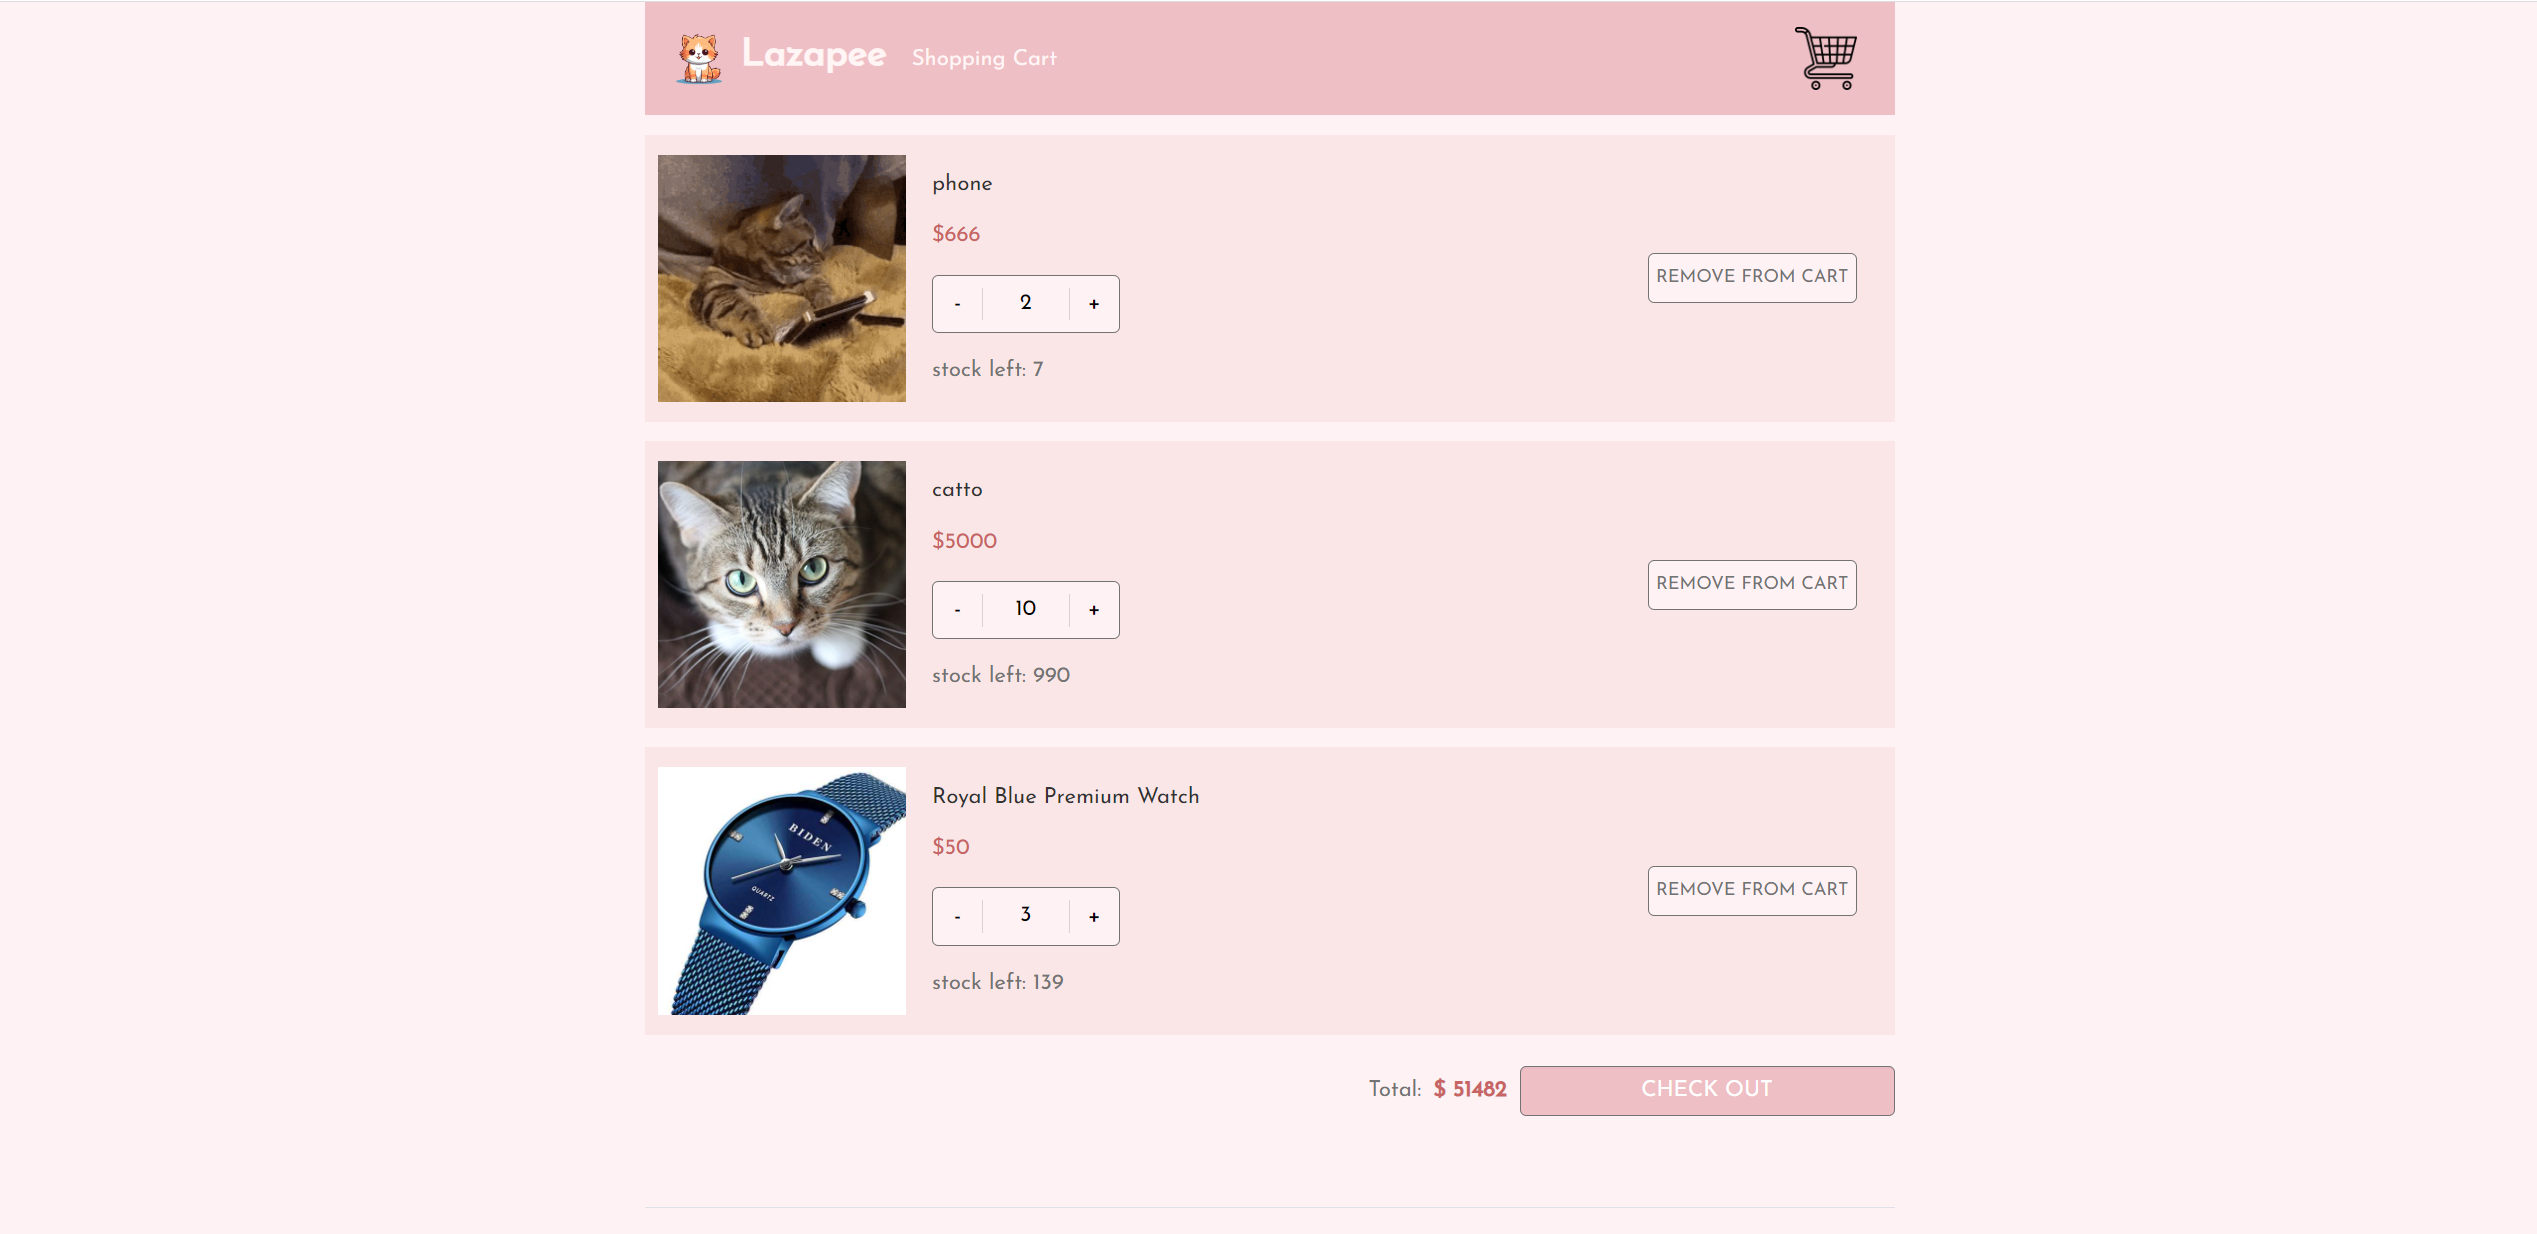 Lazapee Shopping Cart
phone
$666
- 2 +
stock left: 7
REMOVE FROM CART
catto
$5000
- 10 +
stock left: 990
REMOVE FROM CART
BIDEN
QUARTZ
Royal Blue Premium Watch
$50
- 3 +
stock left: 139
REMOVE FROM CART
Total: $ 51482 CHECK OUT